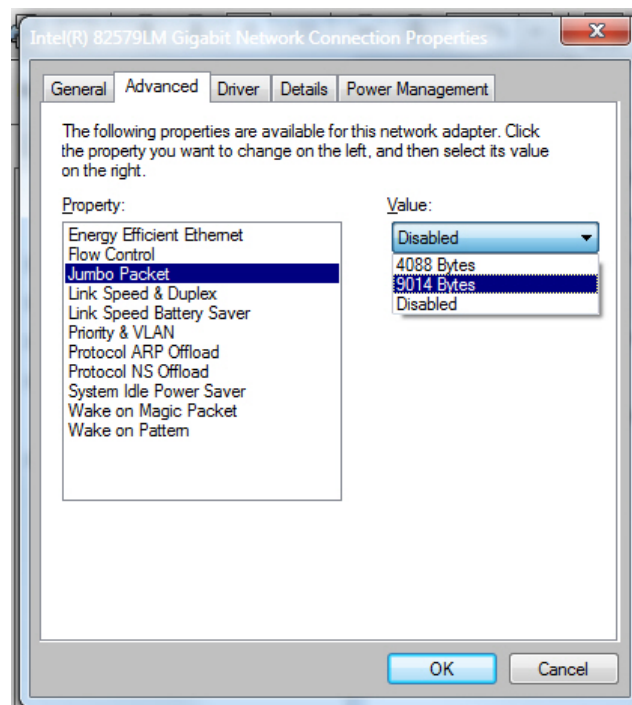 Intel(R) 82579LM Gigabit Network Connection Properties
General Advanced Driver Details Power Management
The following properties are available for this network adapter. Click
the property you want to change on the left, and then select its value
on the right.
Property:
Energy Efficient Ethernet
Flow Control
Jumbo Packet
Link Speed & Duplex
Link Speed Battery Saver
Priority & VLAN
Protocol ARP Offload
Protocol NS Offload
System Idle Power Saver
Wake on Magic Packet
Wake on Pattern
Value:
Disabled
4088 Bytes
9014 Bytes
Disabled
OK Cancel